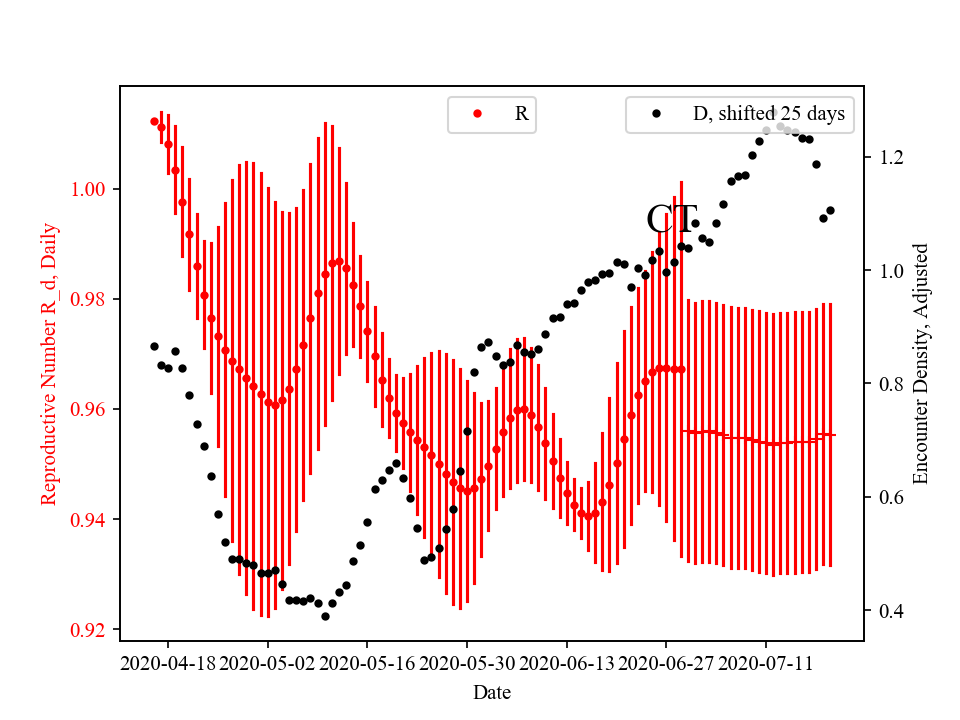 R
D, shifted 25 days
CT
Reproductive Number R_d, Daily
1.00
0.98
0.96
0.94
0.92
Encounter Density, Adjusted
1.2
1.0
0.8
0.6
0.4
2020-04-18 2020-05-02 2020-05-16 2020-05-30 2020-06-13 2020-06-27 2020-07-11
Date